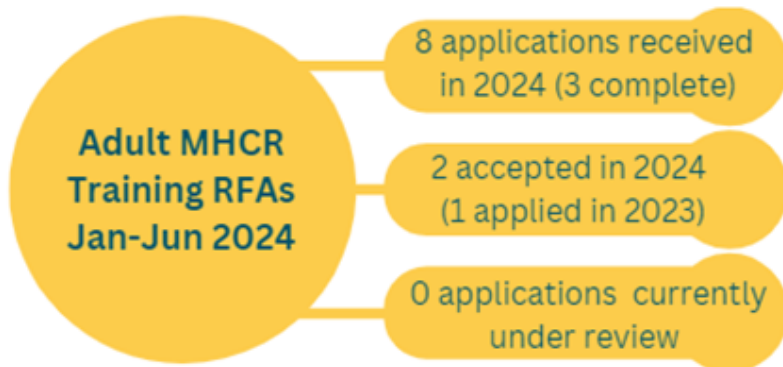 Adult MHCR
Training RFAs
Jan-Jun 2024
8 applications received
in 2024 (3 complete)
2 accepted in 2024
(1 applied in 2023)
0 applications currently
under review